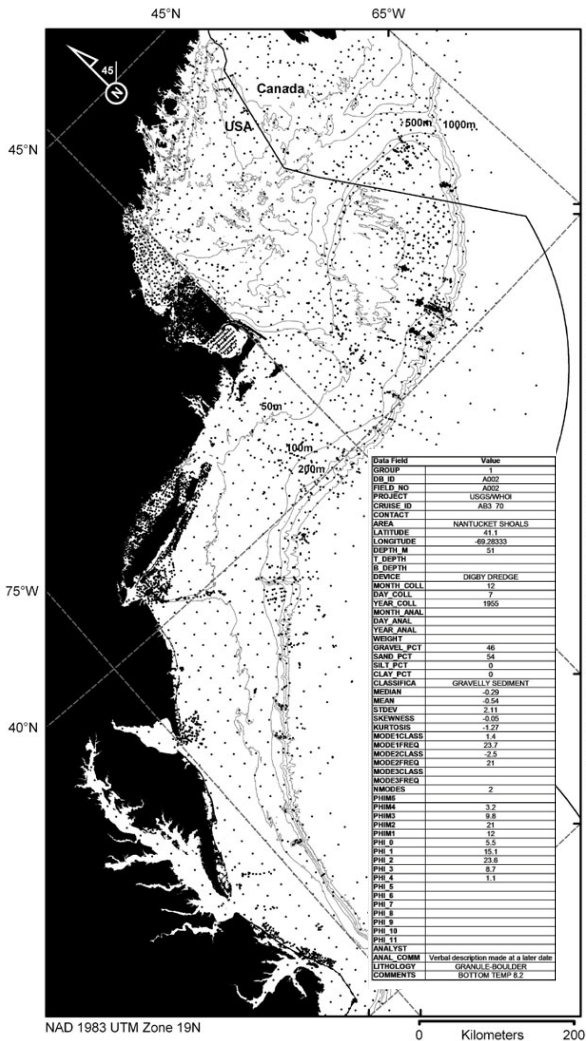 45°N 65°W
45
N
Canada
USA
500m 1000m
45°N
50m
100m
200m
75°W
40°N
Data Field Value
GROUP 1
DB_ID A002
FIELD_NO A002
PROJECT USGS/WHOI
CRUISE_ID AB3 70
CONTACT
AREA NANTUCKET SHOALS
LATITUDE 41.1
LONGITUDE -69.28333
DEPTH_M 51
T_DEPTH
B_DEPTH
DEVICE DIGBY DREDGE
MONTH_COLL 12
DAY_COLL 7
YEAR_COLL 1955
MONTH_ANAL
DAY_ANAL
YEAR_ANAL
WEIGHT
GRAVEL_PCT 46
SAND_PCT 54
SILT_PCT 0
CLAY_PCT 0
CLASSIFICA GRAVELLY SEDIMENT
MEDIAN -0.29
MEAN -0.54
STDEV 2.11
SKEWNESS -0.05
KURTOSIS -1.27
MODE1CLASS 1.4
MODE1FREQ 23.7
MODE2CLASS -2.5
MODE2FREQ 21
MODE3CLASS
MODE3FREQ
NMODES 2
PHIM5
PHIM4 3.2
PHIM3 9.8
PHIM2 21
PHIM1 12
PHI_0 5.5
PHI_1 15.1
PHI_2 23.6
PHI_3 8.7
PHI_4 1.1
PHI_5
PHI_6
PHI_7
PHI_8
PHI_9
PHI_10
PHI_11
ANALYST
ANAL_COMM Verbal description made at a later date
LITHOLOGY GRANULE-BOULDER
COMMENTS BOTTOM TEMP 8.2
NAD 1983 UTM Zone 19N
0 Kilometers 200